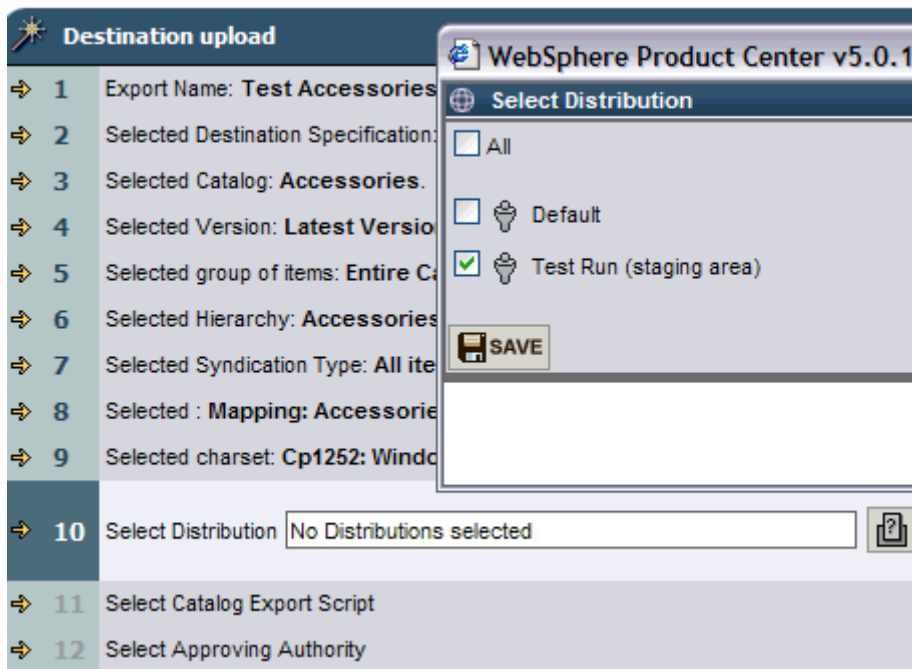 Destination upload
1 Export Name: Test Accessories
2 Selected Destination Specification:
3 Selected Catalog: Accessories.
4 Selected Version: Latest Versio
5 Selected group of items: Entire Ca
6 Selected Hierarchy: Accessories
7 Selected Syndication Type: All ite
8 Selected : Mapping: Accessorie
9 Selected charset: Cp1252: Windo
10 Select Distribution No Distributions selected
11 Select Catalog Export Script
12 Select Approving Authority
WebSphere Product Center v5.0.1
Select Distribution
All
Default
Test Run (staging area)
SAVE